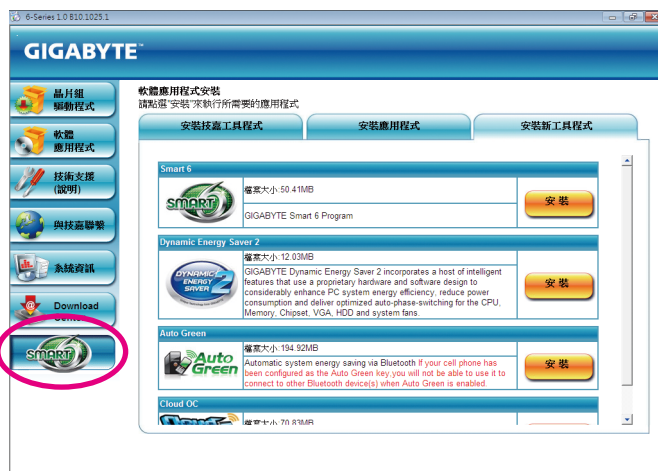 6-Series 1.0 B10.1025.1
GIGABYTE™
晶片組
驅動程式
軟體
應用程式
技術支援
(說明)
與技嘉聯繫
系統資訊
Download
Center
SMART 6
軟體應用程式安裝
請點選"安裝"來執行所需要的應用程式
安裝技嘉工具程式
安裝應用程式
安裝新工具程式
Smart 6
SMART 6
檔案大小:50.41MB
GIGABYTE Smart 6 Program
安裝
Dynamic Energy Saver 2
DYNAMIC
ENERGY
SAVER 2
檔案大小:12.03MB
GIGABYTE Dynamic Energy Saver 2 incorporates a host of intelligent
features that use a proprietary hardware and software design to
considerably enhance PC system energy efficiency, reduce power
consumption and deliver optimized auto-phase-switching for the CPU,
Memory, Chipset, VGA, HDD and system fans.
安裝
Auto Green
Auto
Green
檔案大小:194.92MB
Automatic system energy saving via Bluetooth If your cell phone has
been configured as the Auto Green key,you will not be able to use it to
connect to other Bluetooth device(s) when Auto Green is enabled.
安裝
Cloud OC
檔案大小:70.83MB